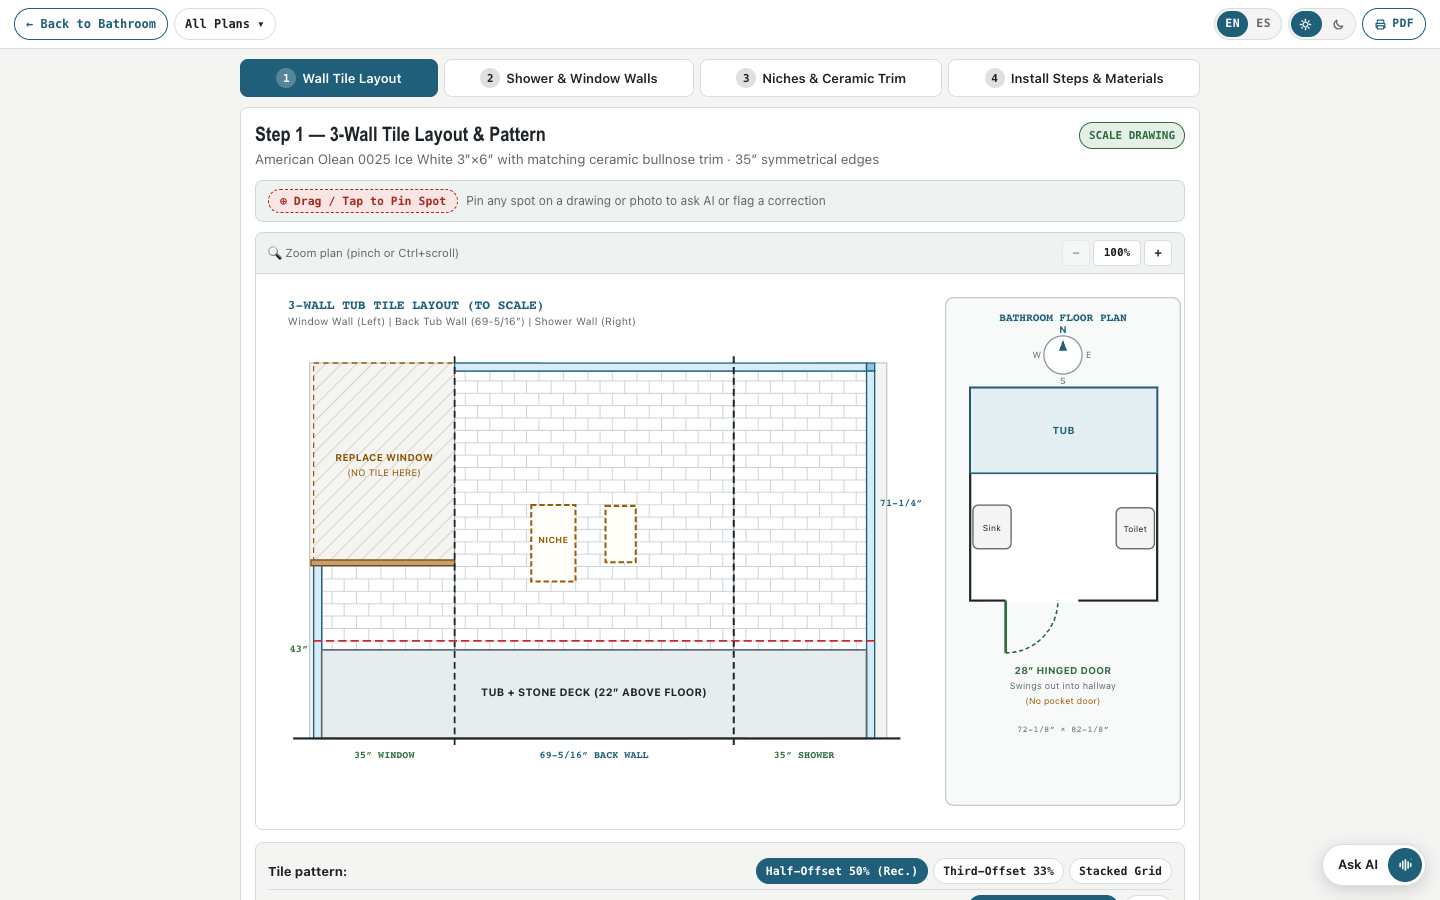 ← Back to Bathroom
All Plans ▾
EN ES
PDF
1 Wall Tile Layout
2 Shower & Window Walls
3 Niches & Ceramic Trim
4 Install Steps & Materials
Step 1 — 3-Wall Tile Layout & Pattern
SCALE DRAWING
American Olean 0025 Ice White 3″×6″ with matching ceramic bullnose trim · 35″ symmetrical edges
⊕ Drag / Tap to Pin Spot
Pin any spot on a drawing or photo to ask AI or flag a correction
🔍 Zoom plan (pinch or Ctrl+scroll)
− 100% +
3-WALL TUB TILE LAYOUT (TO SCALE)
Window Wall (Left) | Back Tub Wall (69-5/16″) | Shower Wall (Right)
REPLACE WINDOW
(NO TILE HERE)
NICHE
71-1/4″
43″
TUB + STONE DECK (22″ ABOVE FLOOR)
35″ WINDOW
69-5/16″ BACK WALL
35″ SHOWER
BATHROOM FLOOR PLAN
N
W
E
S
TUB
Sink
Toilet
28″ HINGED DOOR
Swings out into hallway
(No pocket door)
72-1/8″ × 82-1/8″
Tile pattern:
Half-Offset 50% (Rec.)
Third-Offset 33%
Stacked Grid
Ask AI